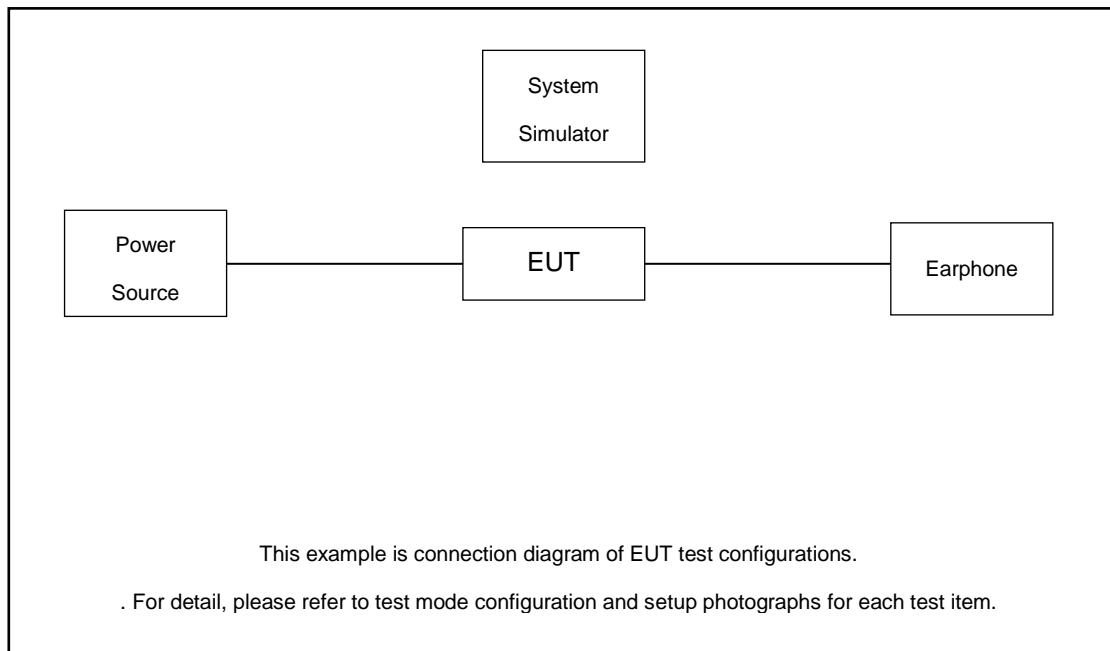 System
Simulator
Power
Source
EUT
Earphone
This example is connection diagram of EUT test configurations.
. For detail, please refer to test mode configuration and setup photographs for each test item.